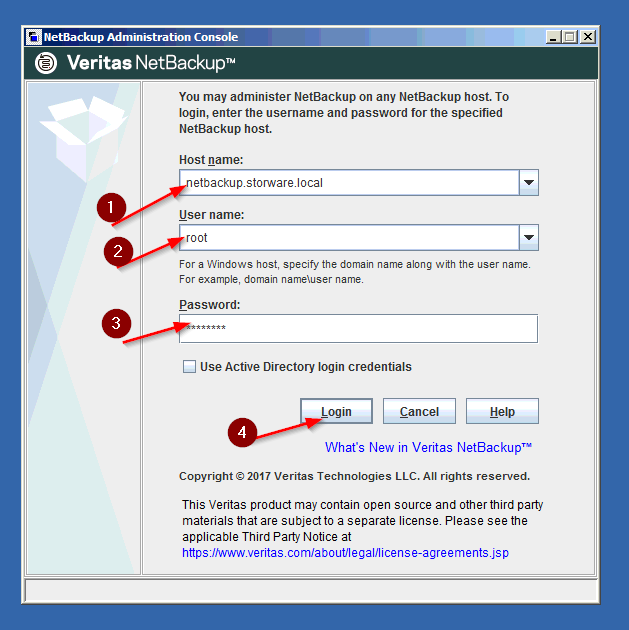 NetBackup Administration Console
Veritas NetBackup™
You may administer NetBackup on any NetBackup host. To
login, enter the username and password for the specified
NetBackup host.
Host name:
netbackup.storware.local
1
User name:
root
2
For a Windows host, specify the domain name along with the user name.
For example, domain name\user name.
Password:
********
3
Use Active Directory login credentials
Login Cancel Help
4
What's New in Veritas NetBackup™
Copyright © 2017 Veritas Technologies LLC. All rights reserved.
This Veritas product may contain open source and other third party
materials that are subject to a separate license. Please see the
applicable Third Party Notice at
https://www.veritas.com/about/legal/license-agreements.jsp